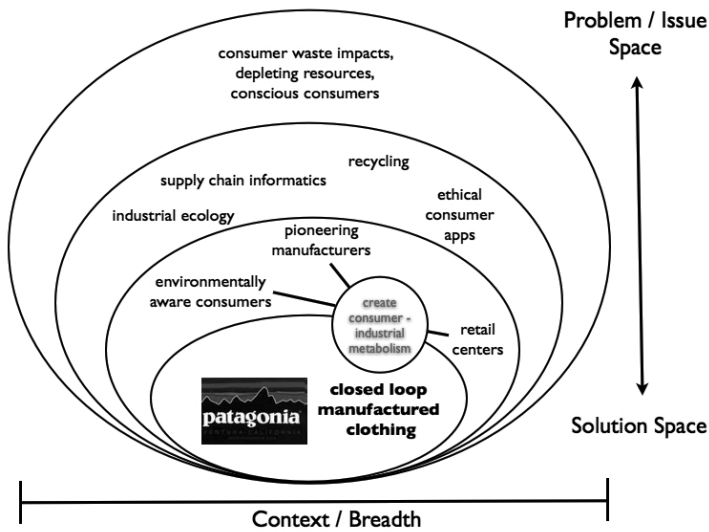 Problem / Issue
Space
consumer waste impacts,
depleting resources,
conscious consumers
recycling
supply chain informatics
ethical
consumer
apps
industrial ecology
pioneering
manufacturers
environmentally
aware consumers
create
consumer -
industrial
metabolism
retail
centers
closed loop
manufactured
clothing
patagonia
VENTURA CALIFORNIA
Solution Space
Context / Breadth